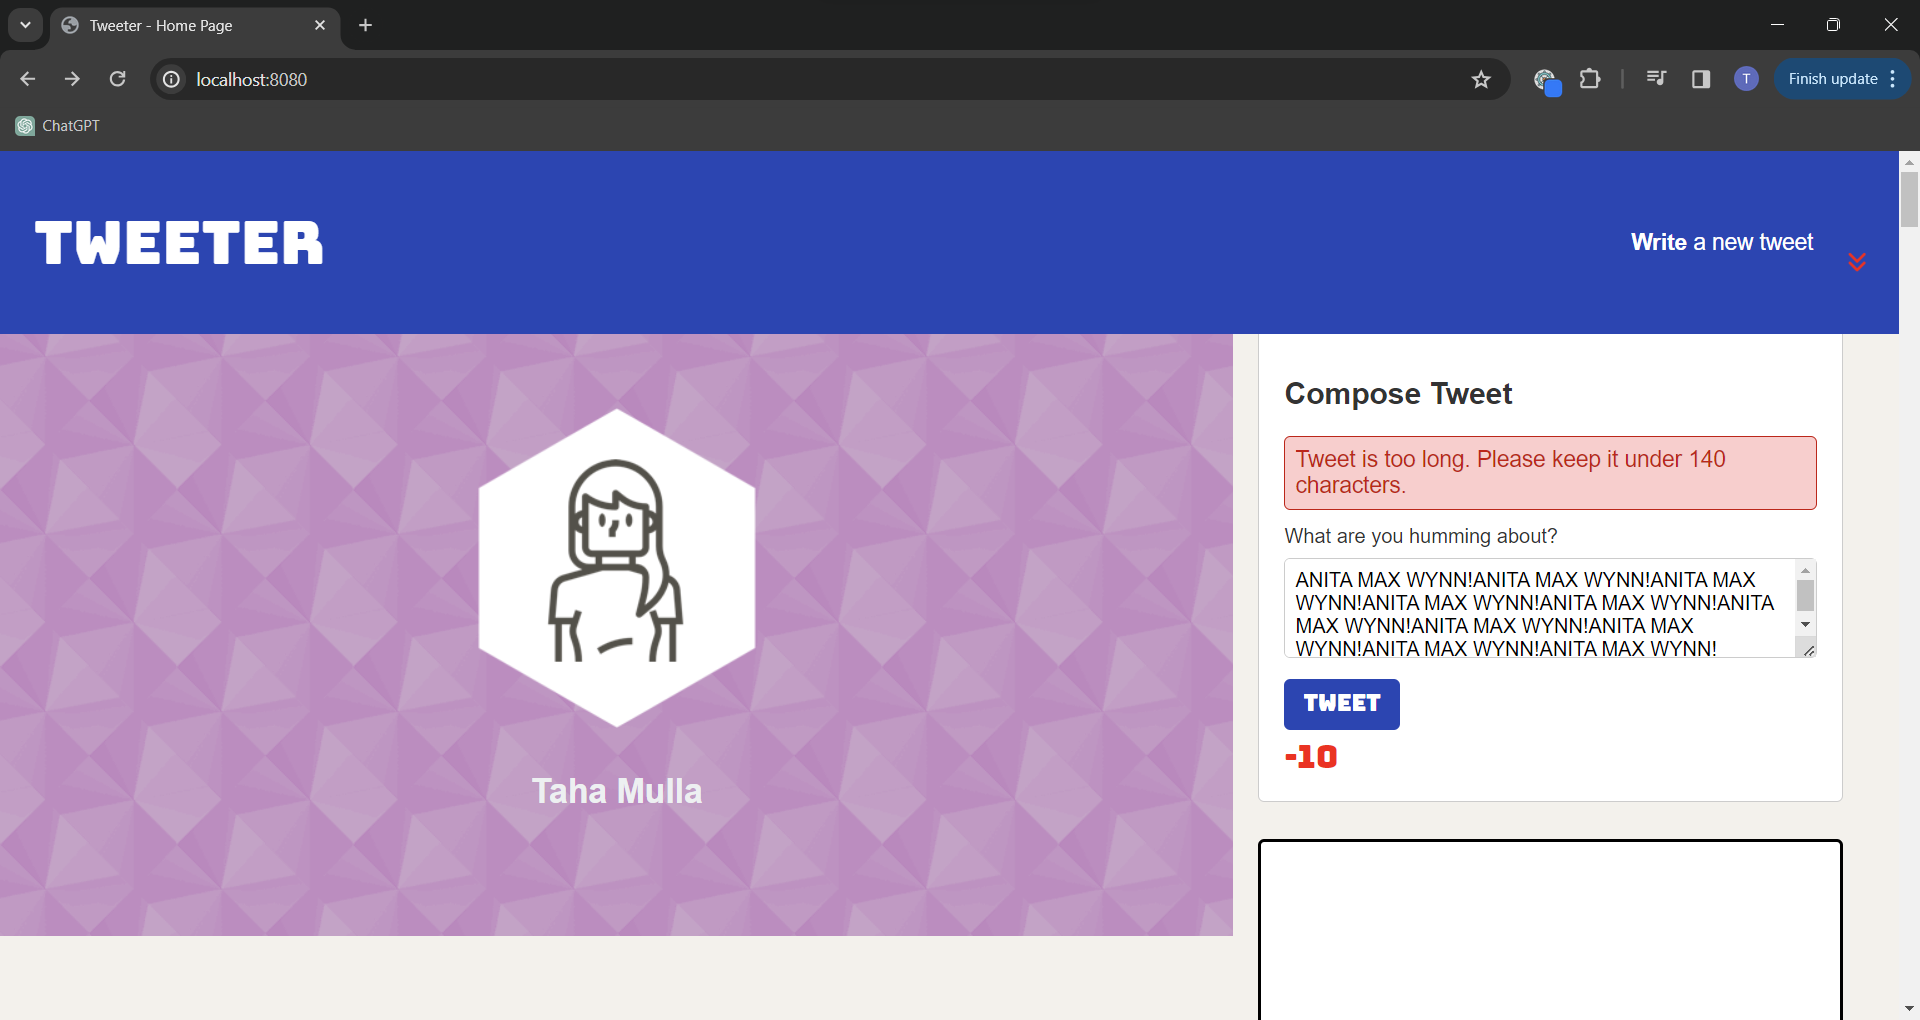 Tweeter - Home Page
localhost:8080
T
Finish update
ChatGPT
TWEETER
Write a new tweet
Compose Tweet
Tweet is too long. Please keep it under 140
characters.
What are you humming about?
ANITA MAX WYNN!ANITA MAX WYNN!ANITA MAX
WYNN!ANITA MAX WYNN!ANITA MAX WYNN!ANITA
MAX WYNN!ANITA MAX WYNN!ANITA MAX
WYNN!ANITA MAX WYNN!ANITA MAX WYNN!
TWEET
-10
Taha Mulla